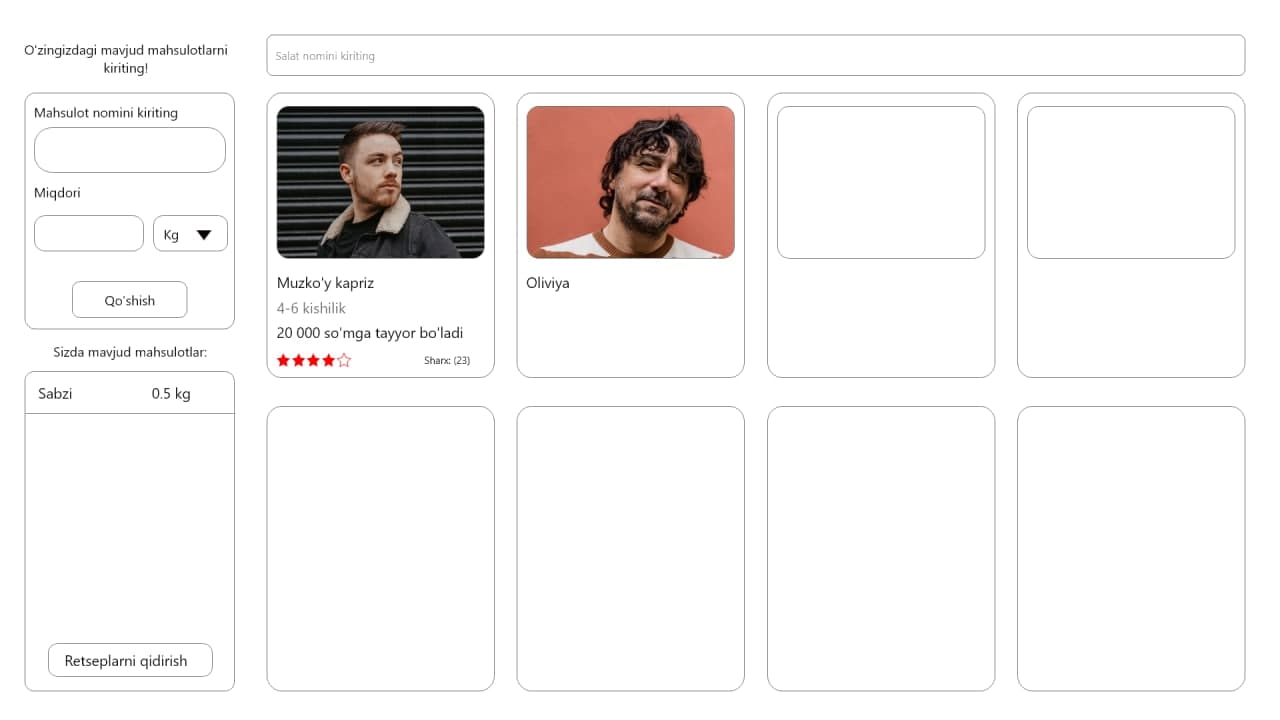 O'zingizdagi mavjud mahsulotlarni
kiriting!
Mahsulot nomini kiriting
Miqdori
Kg
Qo'shish
Sizda mavjud mahsulotlar:
Sabzi 0.5 kg
Retseplarni qidirish
Salat nomini kiriting
Muzko'y kapriz
4-6 kishilik
20 000 so'mga tayyor bo'ladi
Sharx: (23)
Oliviya